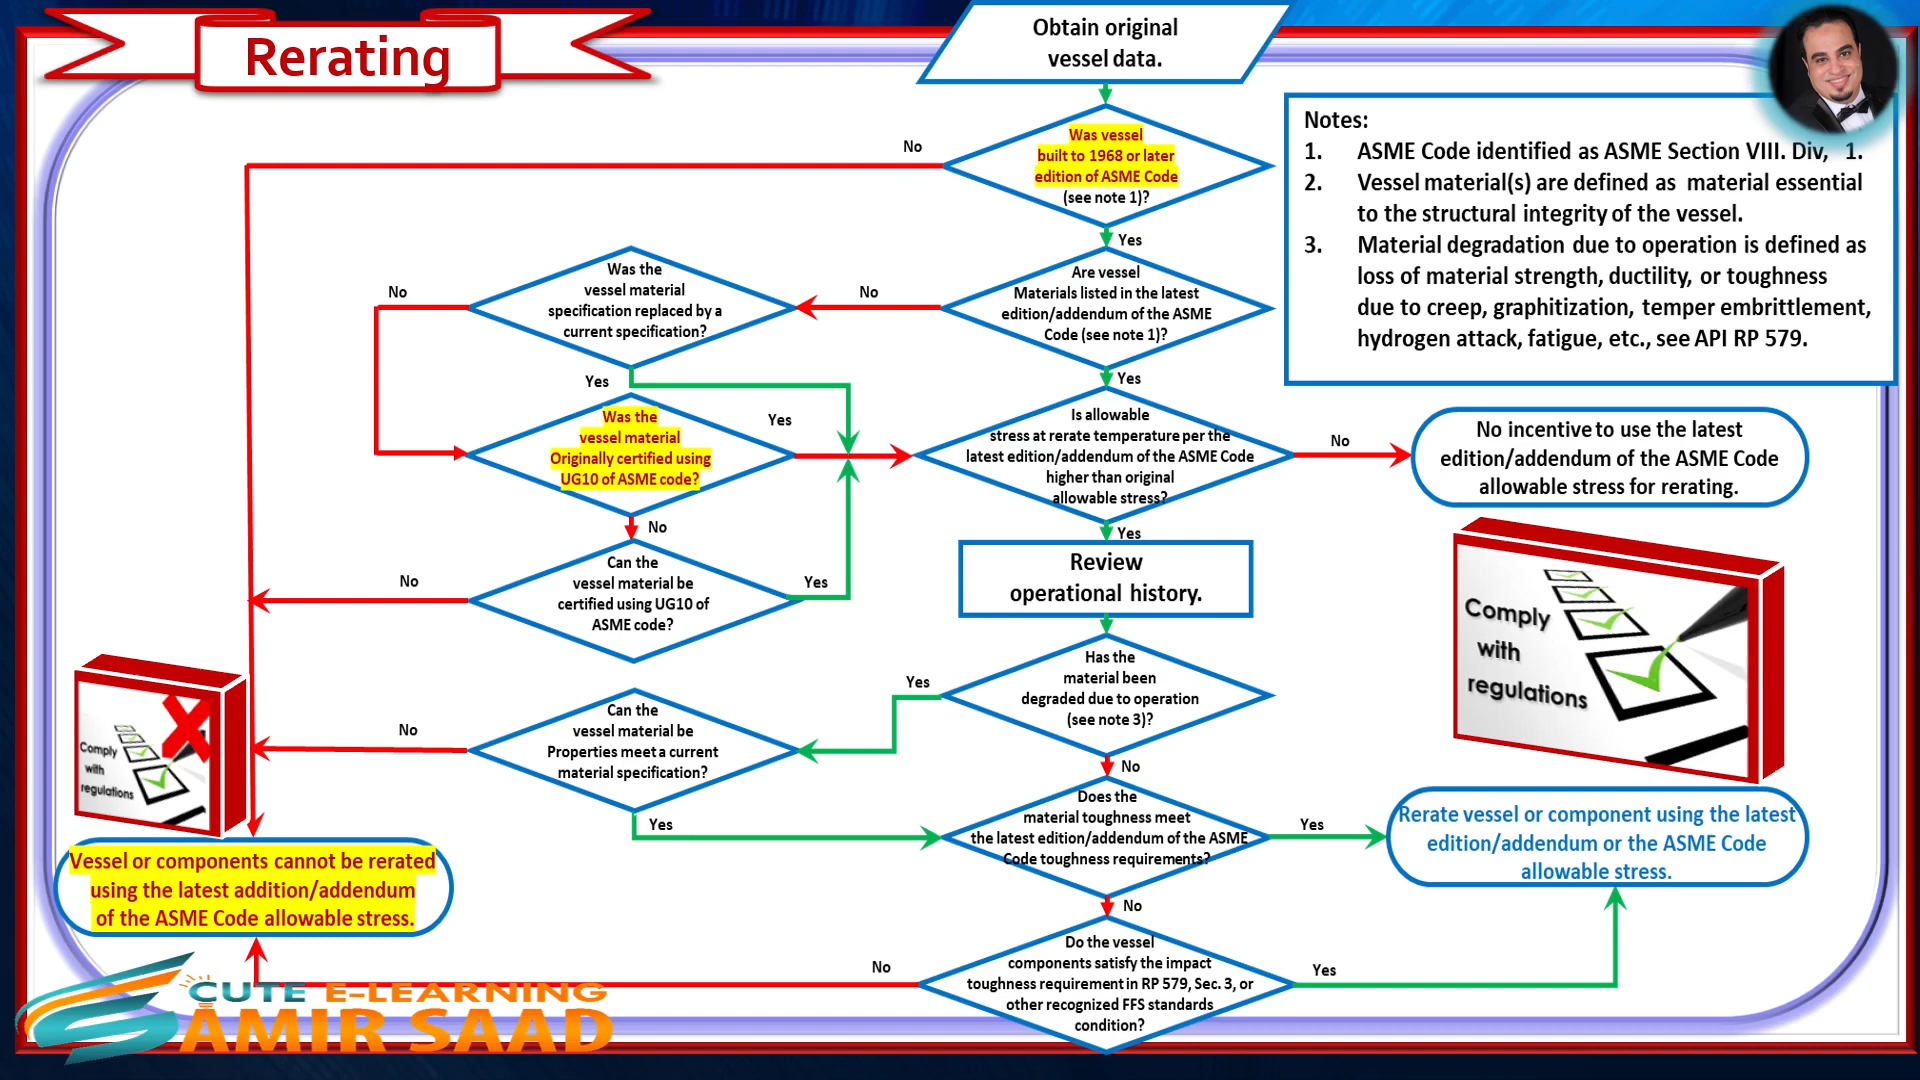 Rerating
Obtain original
vessel data.
Was vessel
built to 1968 or later
edition of ASME Code
(see note 1)?
No
Yes
Notes:
1. ASME Code identified as ASME Section VIII. Div, 1.
2. Vessel material(s) are defined as material essential
to the structural integrity of the vessel.
3. Material degradation due to operation is defined as
loss of material strength, ductility, or toughness
due to creep, graphitization, temper embrittlement,
hydrogen attack, fatigue, etc., see API RP 579.
Are vessel
Materials listed in the latest
edition/addendum of the ASME
Code (see note 1)?
No
Yes
Was the
vessel material
specification replaced by a
current specification?
No
Yes
Was the
vessel material
Originally certified using
UG10 of ASME code?
Yes
No
Is allowable
stress at rerate temperature per the
latest edition/addendum of the ASME Code
higher than original
allowable stress?
No
Yes
No incentive to use the latest
edition/addendum of the ASME Code
allowable stress for rerating.
Can the
vessel material be
certified using UG10 of
ASME code?
No
Yes
Review
operational history.
Has the
material been
degraded due to operation
(see note 3)?
Yes
No
Can the
vessel material be
Properties meet a current
material specification?
No
Yes
Does the
material toughness meet
the latest edition/addendum of the ASME
Code toughness requirements?
Yes
No
Comply
with
regulations
Comply
with
regulations
Rerate vessel or component using the latest
edition/addendum or the ASME Code
allowable stress.
Vessel or components cannot be rerated
using the latest addition/addendum
of the ASME Code allowable stress.
Do the vessel
components satisfy the impact
toughness requirement in RP 579, Sec. 3, or
other recognized FFS standards
condition?
No
Yes
CUTE E-LEARNING
AMIR SAAD